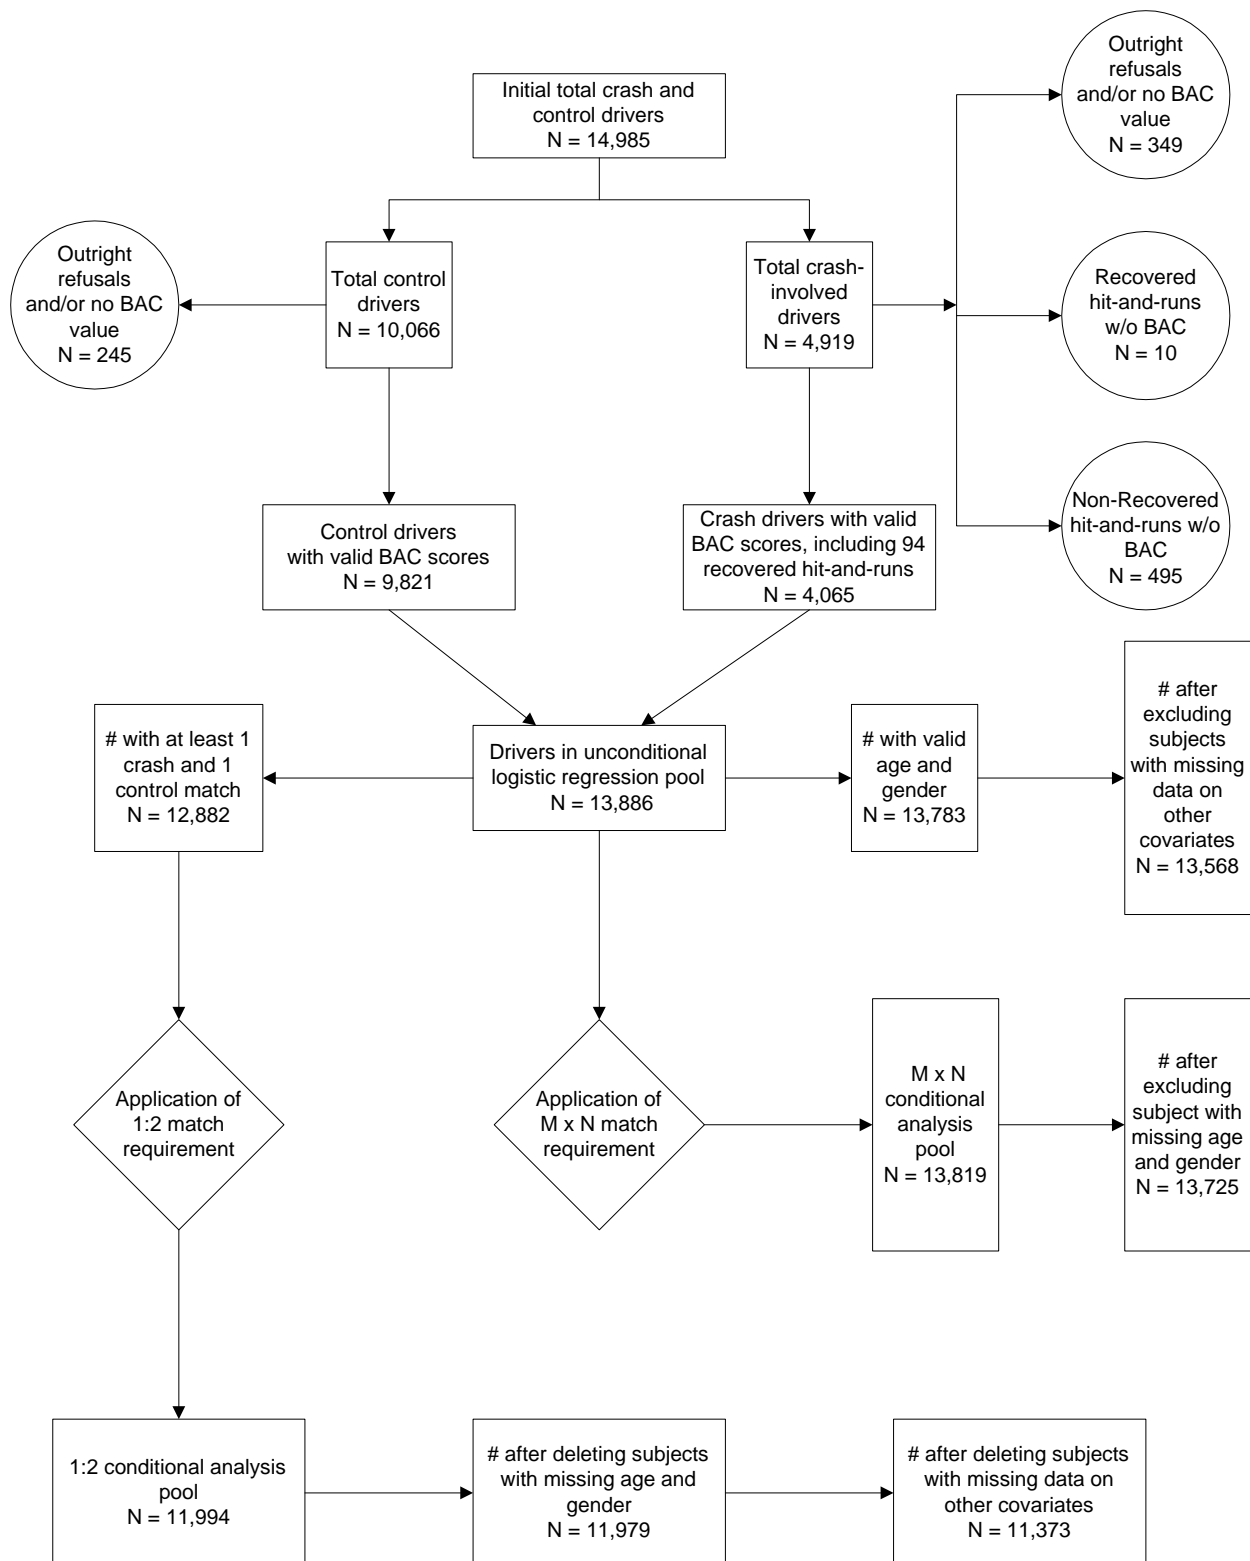 Outright
refusals
and/or no BAC
value
N = 349
Initial total crash and
control drivers
N = 14,985
Outright
refusals
and/or no BAC
value
N = 245
Total control
drivers
N = 10,066
Total crash-
involved
drivers
N = 4,919
Recovered
hit-and-runs
w/o BAC
N = 10
Control drivers
with valid BAC scores
N = 9,821
Crash drivers with valid
BAC scores, including 94
recovered hit-and-runs
N = 4,065
Non-Recovered
hit-and-runs w/o
BAC
N = 495
# with at least 1
crash and 1
control match
N = 12,882
Drivers in unconditional
logistic regression pool
N = 13,886
# with valid
age and
gender
N = 13,783
# after
excluding
subjects
with missing
data on
other
covariates
N = 13,568
Application of
1:2 match
requirement
Application of
M x N match
requirement
M x N
conditional
analysis
pool
N = 13,819
# after
excluding
subject with
missing age
and gender
N = 13,725
1:2 conditional analysis
pool
N = 11,994
# after deleting subjects
with missing age and
gender
N = 11,979
# after deleting subjects
with missing data on
other covariates
N = 11,373